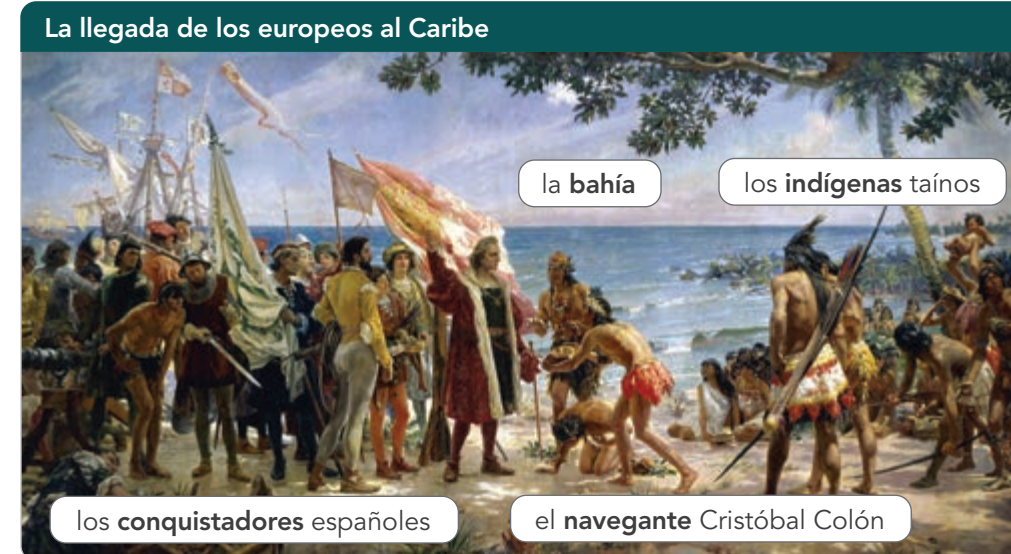 La llegada de los europeos al Caribe
la bahía
los indígenas taínos
los conquistadores españoles
el navegante Cristóbal Colón